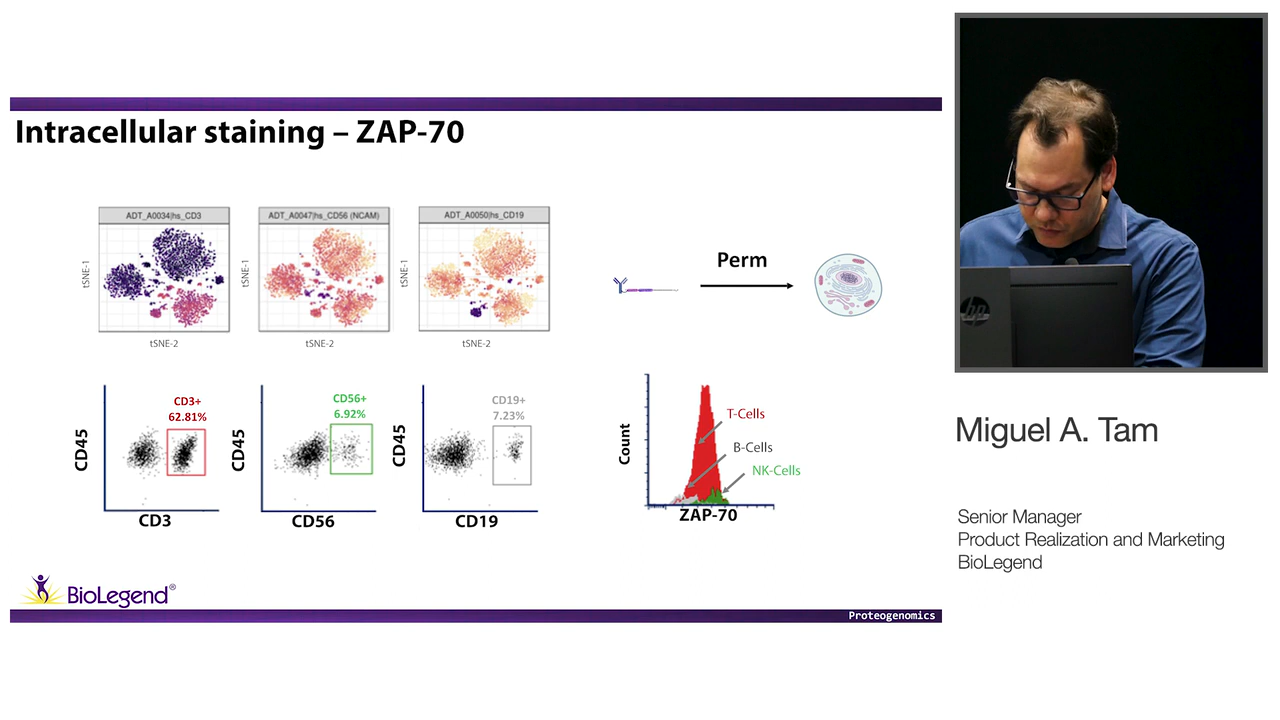 Intracellular staining – ZAP-70
ADT_A0034|hs_CD3
ADT_A0047|hs_CD56 (NCAM)
ADT_A0050|hs_CD19
tSNE-1
tSNE-1
tSNE-1
tSNE-2
tSNE-2
tSNE-2
Perm
CD3+
62.81%
CD56+
6.92%
CD19+
7.23%
CD45
CD45
CD45
CD3
CD56
CD19
Count
T-Cells
B-Cells
NK-Cells
ZAP-70
BioLegend®
Proteogenomics
hp
Miguel A. Tam
Senior Manager
Product Realization and Marketing
BioLegend